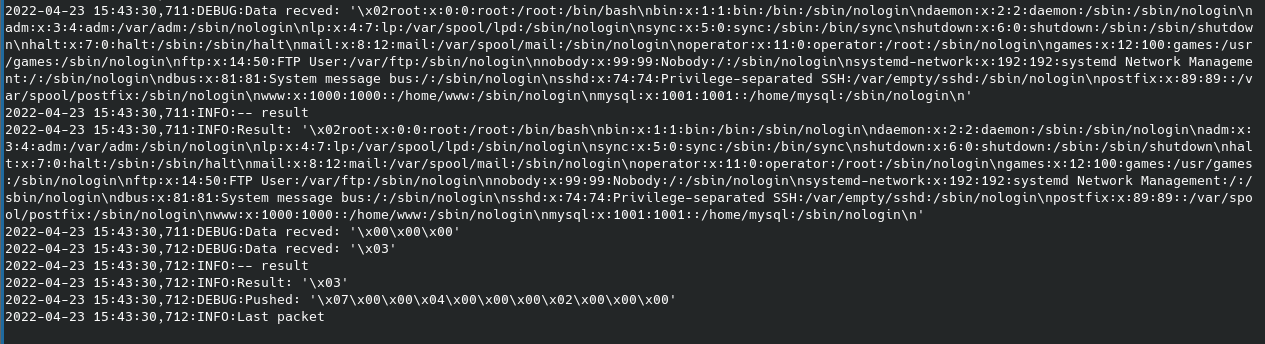 2022-04-23 15:43:30,711:DEBUG:Data recved: '\x02root:x:0:0:root:/root:/bin/bash\nbin:x:1:1:bin:/bin:/sbin/nologin\ndaemon:x:2:2:daemon:/sbin:/sbin/nologin\n
adm:x:3:4:adm:/var/adm:/sbin/nologin\nlp:x:4:7:lp:/var/spool/lpd:/sbin/nologin\nsync:x:5:0:sync:/sbin:/bin/sync\nshutdown:x:6:0:shutdown:/sbin:/sbin/shutdow
n\nhalt:x:7:0:halt:/sbin:/sbin/halt\nmail:x:8:12:mail:/var/spool/mail:/sbin/nologin\noperator:x:11:0:operator:/root:/sbin/nologin\ngames:x:12:100:games:/usr
/games:/sbin/nologin\nftp:x:14:50:FTP User:/var/ftp:/sbin/nologin\nnobody:x:99:99:Nobody:/:/sbin/nologin\nsystemd-network:x:192:192:systemd Network Manageme
nt:/:/sbin/nologin\ndbus:x:81:81:System message bus:/:/sbin/nologin\nsshd:x:74:74:Privilege-separated SSH:/var/empty/sshd:/sbin/nologin\npostfix:x:89:89::/v
ar/spool/postfix:/sbin/nologin\nwww:x:1000:1000::/home/www:/sbin/nologin\nmysql:x:1001:1001::/home/mysql:/sbin/nologin\n'
2022-04-23 15:43:30,711:INFO:-- result
2022-04-23 15:43:30,711:INFO:Result: '\x02root:x:0:0:root:/root:/bin/bash\nbin:x:1:1:bin:/bin:/sbin/nologin\ndaemon:x:2:2:daemon:/sbin:/sbin/nologin\nadm:x:
3:4:adm:/var/adm:/sbin/nologin\nlp:x:4:7:lp:/var/spool/lpd:/sbin/nologin\nsync:x:5:0:sync:/sbin:/bin/sync\nshutdown:x:6:0:shutdown:/sbin:/sbin/shutdown\nhal
t:x:7:0:halt:/sbin:/sbin/halt\nmail:x:8:12:mail:/var/spool/mail:/sbin/nologin\noperator:x:11:0:operator:/root:/sbin/nologin\ngames:x:12:100:games:/usr/games
:/sbin/nologin\nftp:x:14:50:FTP User:/var/ftp:/sbin/nologin\nnobody:x:99:99:Nobody:/:/sbin/nologin\nsystemd-network:x:192:192:systemd Network Management:/:/
sbin/nologin\ndbus:x:81:81:System message bus:/:/sbin/nologin\nsshd:x:74:74:Privilege-separated SSH:/var/empty/sshd:/sbin/nologin\npostfix:x:89:89::/var/spo
ol/postfix:/sbin/nologin\nwww:x:1000:1000::/home/www:/sbin/nologin\nmysql:x:1001:1001::/home/mysql:/sbin/nologin\n'
2022-04-23 15:43:30,711:DEBUG:Data recved: '\x00\x00\x00'
2022-04-23 15:43:30,712:DEBUG:Data recved: '\x03'
2022-04-23 15:43:30,712:INFO:-- result
2022-04-23 15:43:30,712:INFO:Result: '\x03'
2022-04-23 15:43:30,712:DEBUG:Pushed: '\x07\x00\x00\x04\x00\x00\x00\x02\x00\x00\x00'
2022-04-23 15:43:30,712:INFO:Last packet